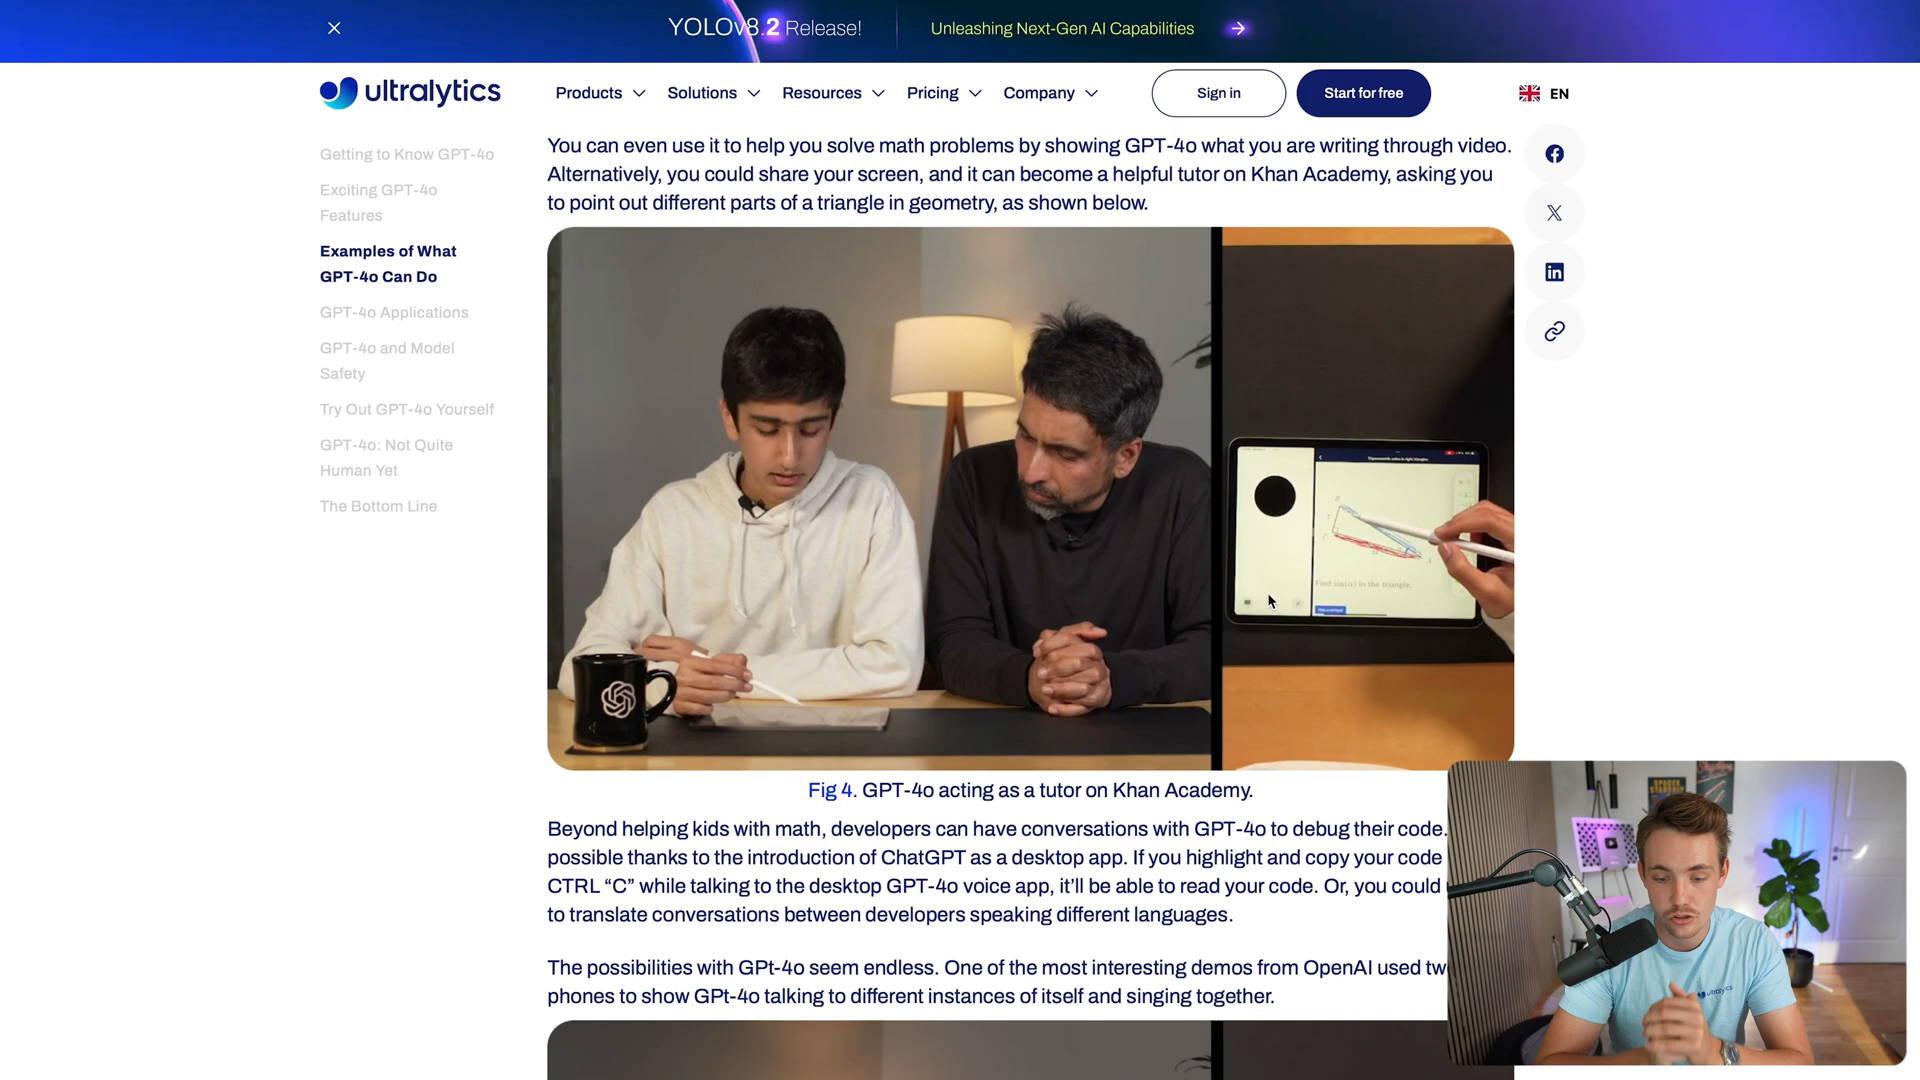 YOLOv8.2 Release!
Unleashing Next-Gen AI Capabilities
ultralytics
Products
Solutions
Resources
Pricing
Company
Sign in
Start for free
EN
Getting to Know GPT-4o
Exciting GPT-4o
Features
Examples of What
GPT-4o Can Do
GPT-4o Applications
GPT-4o and Model
Safety
Try Out GPT-4o Yourself
GPT-4o: Not Quite
Human Yet
The Bottom Line
You can even use it to help you solve math problems by showing GPT-4o what you are writing through video.
Alternatively, you could share your screen, and it can become a helpful tutor on Khan Academy, asking you
to point out different parts of a triangle in geometry, as shown below.
Find sin(α) in the triangle.
Fig 4. GPT-4o acting as a tutor on Khan Academy.
Beyond helping kids with math, developers can have conversations with GPT-4o to debug their code.
possible thanks to the introduction of ChatGPT as a desktop app. If you highlight and copy your code
CTRL “C” while talking to the desktop GPT-4o voice app, it’ll be able to read your code. Or, you could
to translate conversations between developers speaking different languages.
The possibilities with GPt-4o seem endless. One of the most interesting demos from OpenAI used tw
phones to show GPt-4o talking to different instances of itself and singing together.
ultralytics